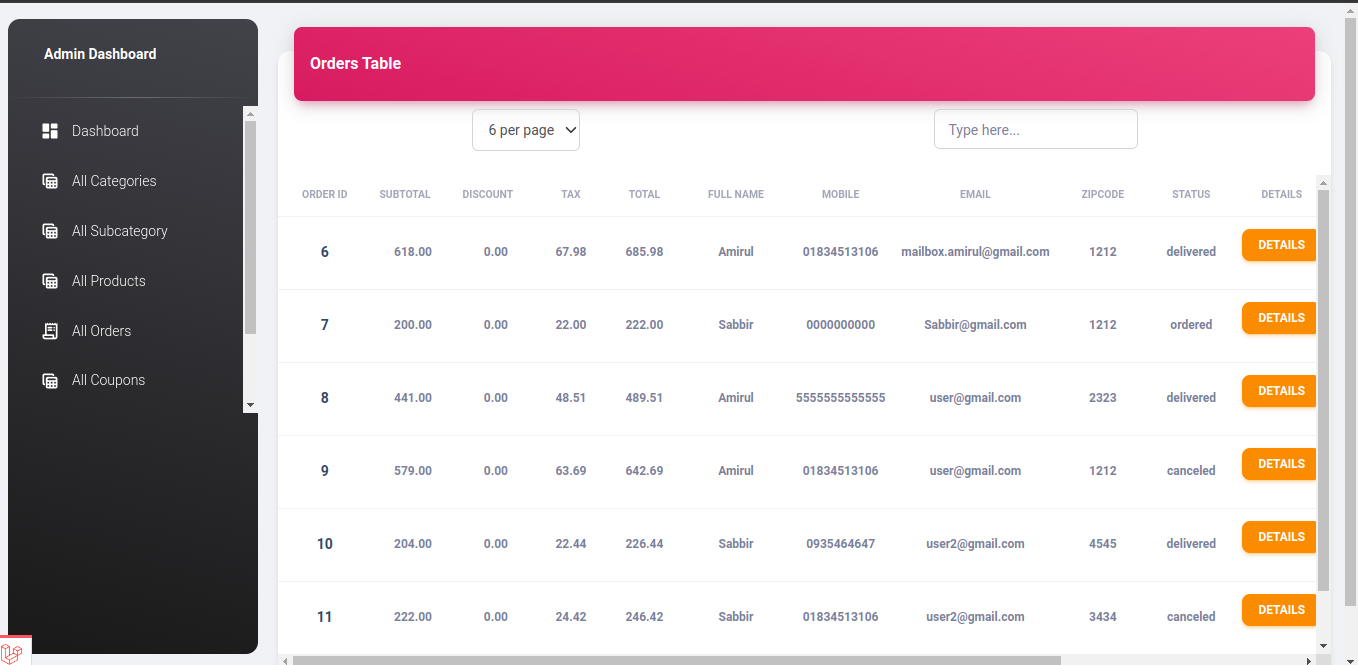 Admin Dashboard
Dashboard
All Categories
All Subcategory
All Products
All Orders
All Coupons
Orders Table
6 per page
Type here...
ORDER ID SUBTOTAL DISCOUNT TAX TOTAL FULL NAME MOBILE EMAIL ZIPCODE STATUS DETAILS
6 618.00 0.00 67.98 685.98 Amirul 01834513106 mailbox.amirul@gmail.com 1212 delivered DETAILS
7 200.00 0.00 22.00 222.00 Sabbir 0000000000 Sabbir@gmail.com 1212 ordered DETAILS
8 441.00 0.00 48.51 489.51 Amirul 5555555555555 user@gmail.com 2323 delivered DETAILS
9 579.00 0.00 63.69 642.69 Amirul 01834513106 user@gmail.com 1212 canceled DETAILS
10 204.00 0.00 22.44 226.44 Sabbir 0935464647 user2@gmail.com 4545 delivered DETAILS
11 222.00 0.00 24.42 246.42 Sabbir 01834513106 user2@gmail.com 3434 canceled DETAILS